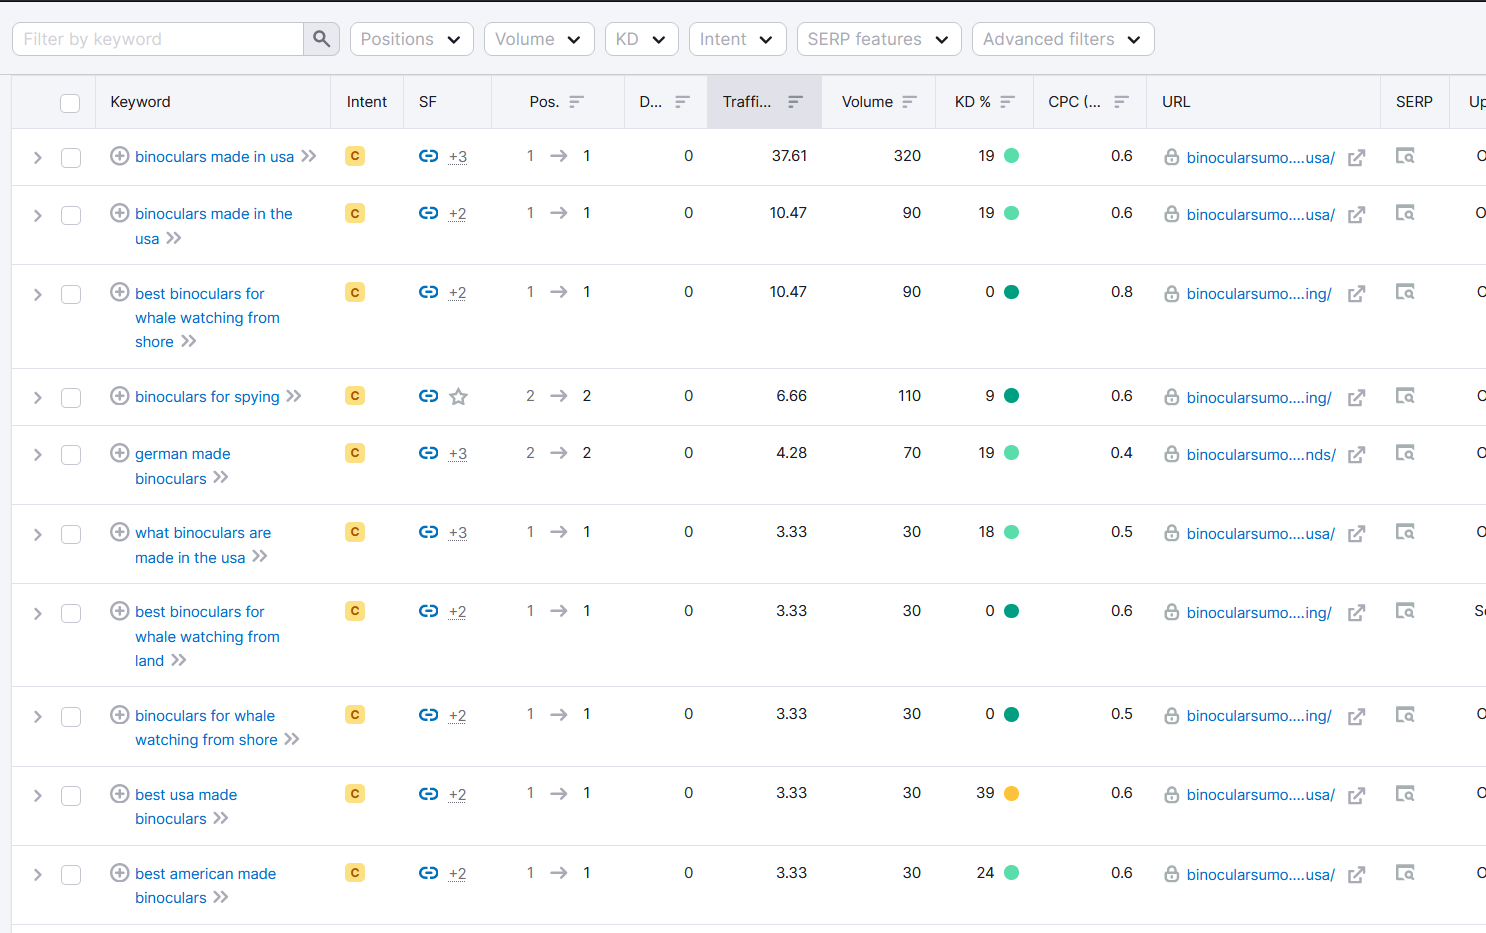 Filter by keyword Positions Volume KD Intent SERP features Advanced filters
Keyword Intent SF Pos. D... Traffi... Volume KD % CPC (... URL SERP Up
binoculars made in usa C +3 1 → 1 0 37.61 320 19 0.6 binocularsumo....usa/
binoculars made in the C +2 1 → 1 0 10.47 90 19 0.6 binocularsumo....usa/
usa
best binoculars for C +2 1 → 1 0 10.47 90 0 0.8 binocularsumo....ing/
whale watching from
shore
binoculars for spying C 2 → 2 0 6.66 110 9 0.6 binocularsumo....ing/
german made C +3 2 → 2 0 4.28 70 19 0.4 binocularsumo....nds/
binoculars
what binoculars are C +3 1 → 1 0 3.33 30 18 0.5 binocularsumo....usa/
made in the usa
best binoculars for C +2 1 → 1 0 3.33 30 0 0.6 binocularsumo....ing/
whale watching from
land
binoculars for whale C +2 1 → 1 0 3.33 30 0 0.5 binocularsumo....ing/
watching from shore
best usa made C +2 1 → 1 0 3.33 30 39 0.6 binocularsumo....usa/
binoculars
best american made C +2 1 → 1 0 3.33 30 24 0.6 binocularsumo....usa/
binoculars